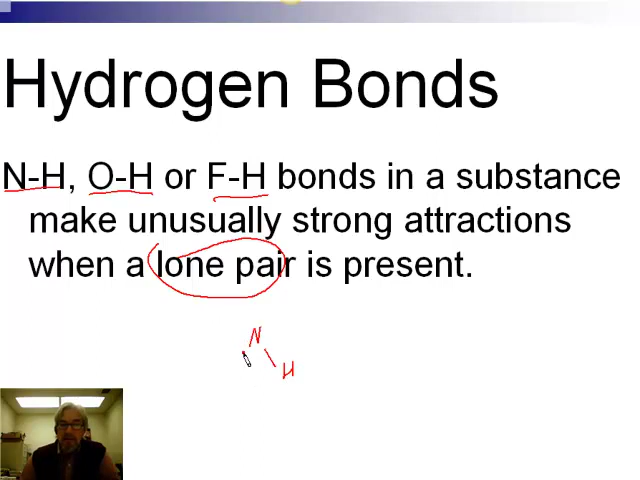 Hydrogen Bonds
N-H, O-H or F-H bonds in a substance
make unusually strong attractions
when a lone pair is present.
N
H